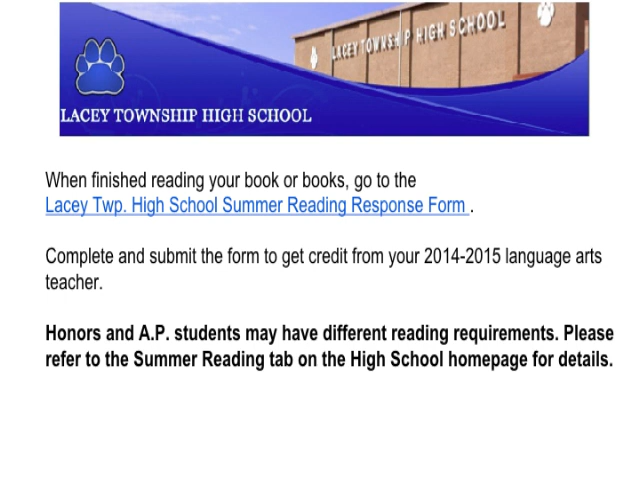 LACEY TOWNSHIP HIGH SCHOOL
LACEY TOWNSHIP HIGH SCHOOL
When finished reading your book or books, go to the
Lacey Twp. High School Summer Reading Response Form .
Complete and submit the form to get credit from your 2014-2015 language arts
teacher.
Honors and A.P. students may have different reading requirements. Please
refer to the Summer Reading tab on the High School homepage for details.